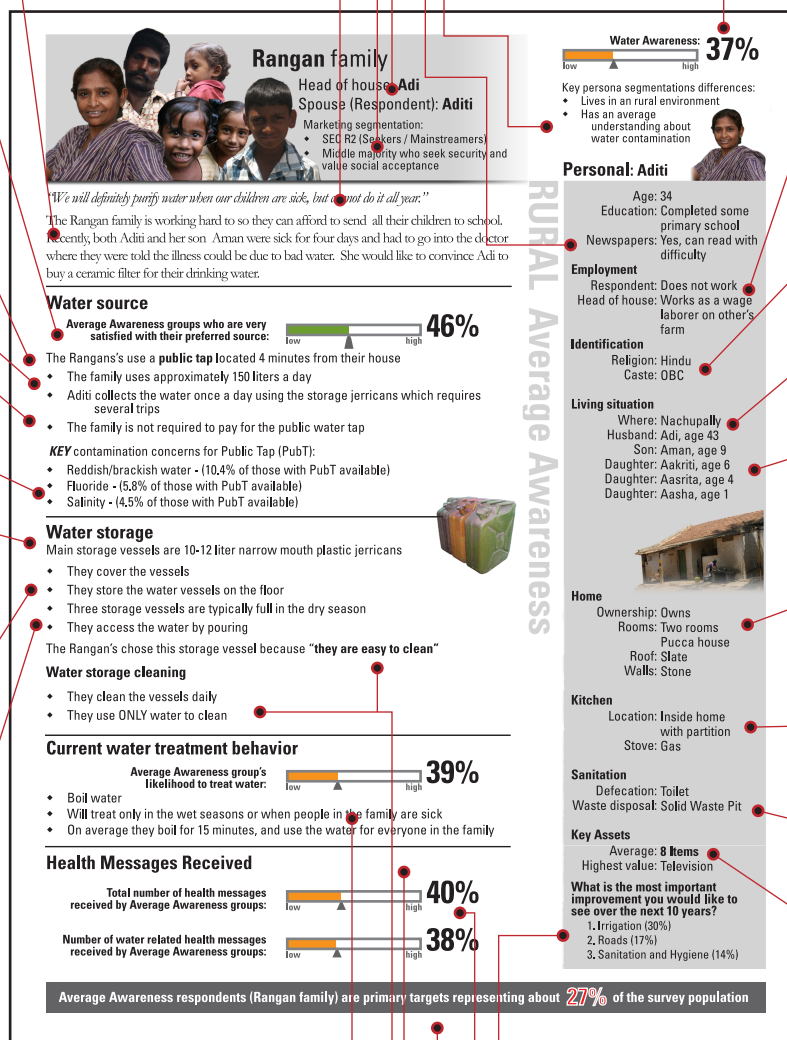 Rangan family
Head of house: Adi
Spouse (Respondent): Aditi
Marketing segmentation:
SEC R2 (Seekers / Mainstreamers)
Middle majority who seek security and
value social acceptance
"We will definitely purify water when our children are sick, but do not do it all year."
The Rangan family is working hard to so they can afford to send all their children to school.
Recently, both Aditi and her son Aman were sick for four days and had to go into the doctor
where they were told the illness could be due to bad water. She would like to convince Adi to
buy a ceramic filter for their drinking water.
Water source
Average Awareness groups who are very
satisfied with their preferred source:
low high 46%
The Rangans's use a public tap located 4 minutes from their house
The family uses approximately 150 liters a day
Aditi collects the water once a day using the storage jerricans which requires
several trips
The family is not required to pay for the public water tap
KEY contamination concerns for Public Tap (PubT):
Reddish/brackish water - (10.4% of those with PubT available)
Fluoride - (5.8% of those with PubT available)
Salinity - (4.5% of those with PubT available)
Water storage
Main storage vessels are 10-12 liter narrow mouth plastic jerricans
They cover the vessels
They store the water vessels on the floor
Three storage vessels are typically full in the dry season
They access the water by pouring
The Rangan's chose this storage vessel because "they are easy to clean"
Water storage cleaning
They clean the vessels daily
They use ONLY water to clean
Current water treatment behavior
Average Awareness group's
likelihood to treat water:
low high 39%
Boil water
Will treat only in the wet seasons or when people in the family are sick
On average they boil for 15 minutes, and use the water for everyone in the family
Health Messages Received
Total number of health messages
received by Average Awareness groups:
low high 40%
Number of water related health messages
received by Average Awareness groups:
low high 38%
RURAL Average Awareness
Water Awareness:
low high 37%
Key persona segmentations differences:
Lives in an rural environment
Has an average
understanding about
water contamination
Personal: Aditi
Age: 34
Education: Completed some
primary school
Newspapers: Yes, can read with
difficulty
Employment
Respondent: Does not work
Head of house: Works as a wage
laborer on other's
farm
Identification
Religion: Hindu
Caste: OBC
Living situation
Where: Nachupally
Husband: Adi, age 43
Son: Aman, age 9
Daughter: Aakriti, age 6
Daughter: Aasrita, age 4
Daughter: Aasha, age 1
Home
Ownership: Owns
Rooms: Two rooms
Pucca house
Roof: Slate
Walls: Stone
Kitchen
Location: Inside home
with partition
Stove: Gas
Sanitation
Defecation: Toilet
Waste disposal: Solid Waste Pit
Key Assets
Average: 8 Items
Highest value: Television
What is the most important
improvement you would like to
see over the next 10 years?
1. Irrigation (30%)
2. Roads (17%)
3. Sanitation and Hygiene (14%)
Average Awareness respondents (Rangan family) are primary targets representing about 27% of the survey population